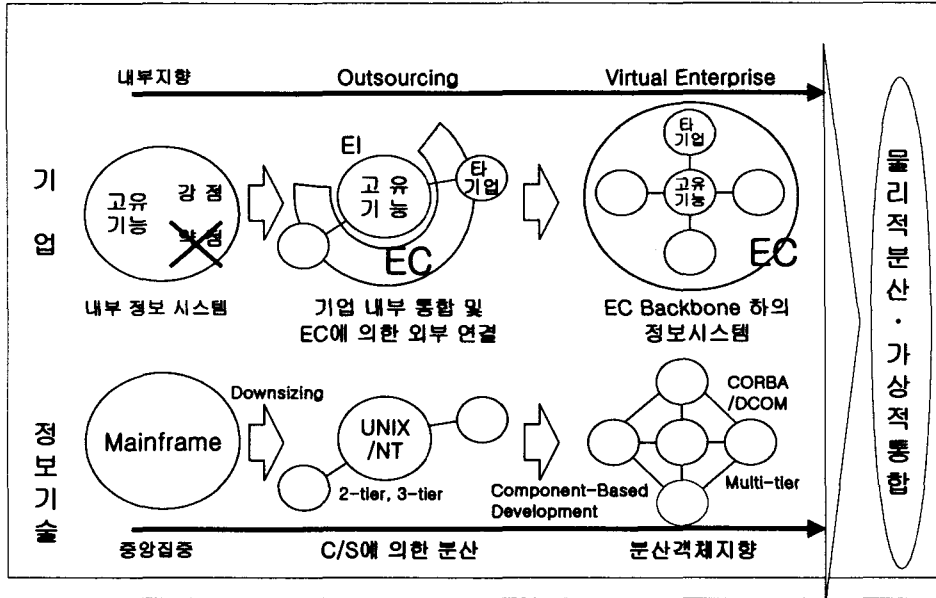 내부지향
Outsourcing
Virtual Enterprise
기업
고유
기능
강 점
약 점
내부 정보 시스템
EI
고 유
기 능
타
기업
EC
기업 내부 통합 및
EC에 의한 외부 연결
타
기업
고유
기능
EC
EC Backbone 하의
정보시스템
정보기술
Mainframe
Downsizing
UNIX
/NT
2-tier, 3-tier
Component-Based
Development
CORBA
/DCOM
Multi-tier
중앙집중
C/S에 의한 분산
분산객체지향
물리적분산·가상적통합